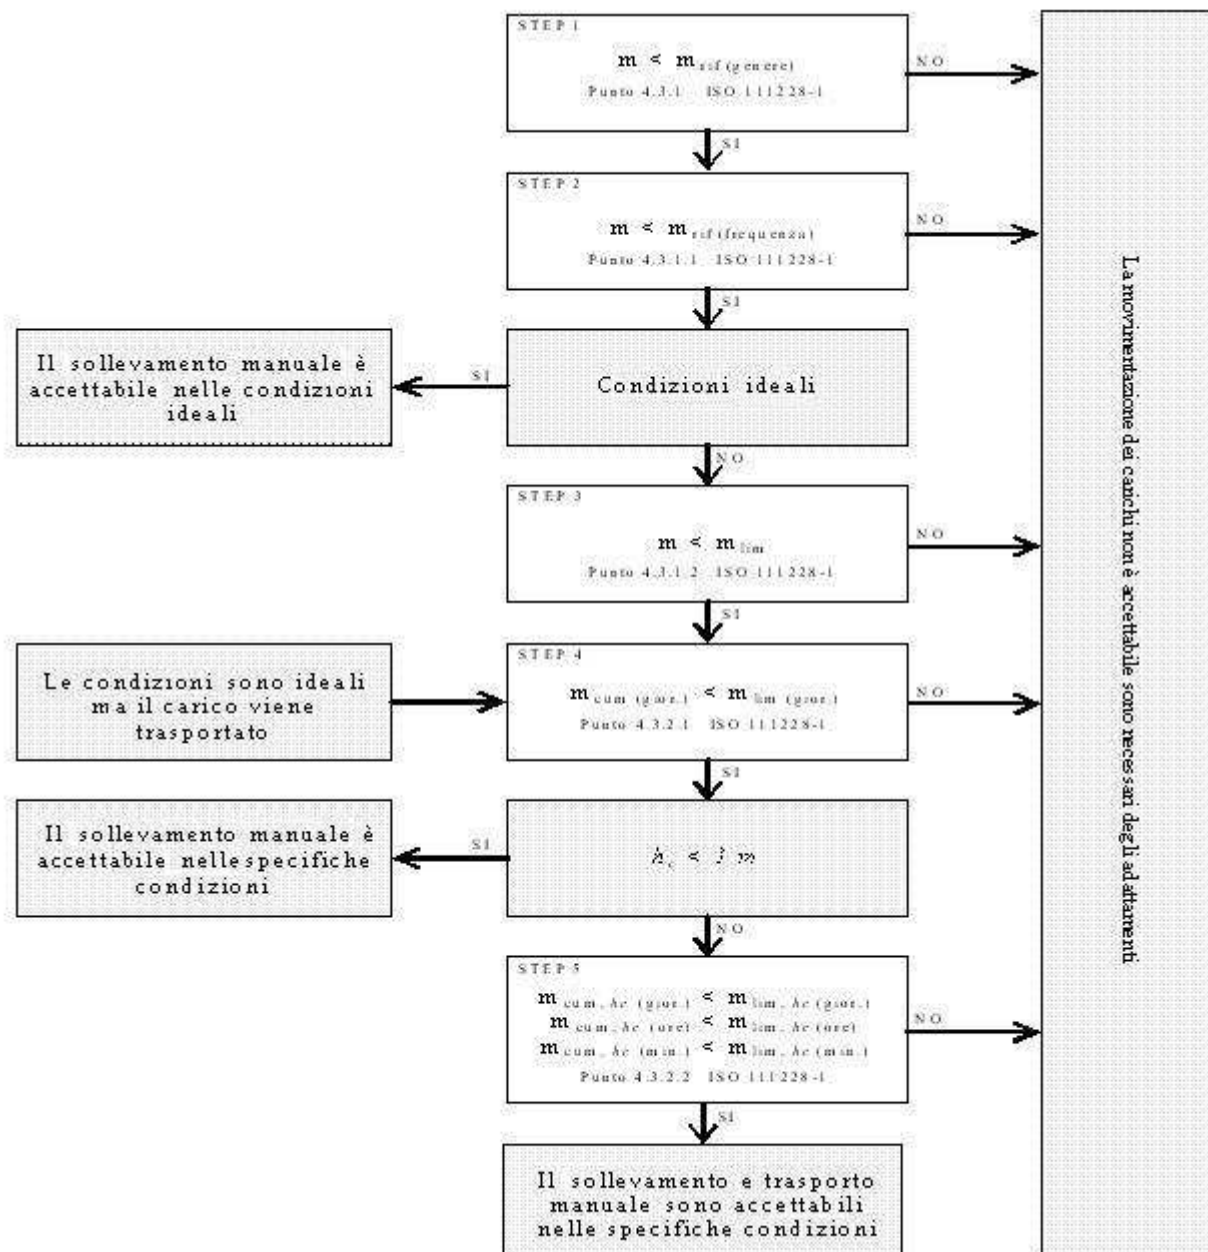 STEP 1
m < m rif (genere)
Punto 4.3.1 ISO 111228-1
NO
SI
STEP 2
m < m rif (frequenza)
Punto 4.3.1.1 ISO 111228-1
NO
SI
Il sollevamento manuale è
accettabile nelle condizioni
ideali
SI
Condizioni ideali
NO
STEP 3
m < m lim
Punto 4.3.1.2 ISO 111228-1
NO
SI
Le condizioni sono ideali
ma il carico viene
trasportato
STEP 4
m cum (gior.) < m lim (gior.)
Punto 4.3.2.1 ISO 111228-1
NO
SI
Il sollevamento manuale è
accettabile nelle specifiche
condizioni
SI
h c < 1 m
NO
STEP 5
m cum, hc (gior.) < m lim, hc (gior.)
m cum, hc (ore) < m lim, hc (ore)
m cum, hc (min.) < m lim, hc (min.)
Punto 4.3.2.2 ISO 111228-1
NO
SI
Il sollevamento e trasporto
manuale sono accettabili
nelle specifiche condizioni
La movimentazione dei carichi non è accettabile sono necessari degli adattamenti